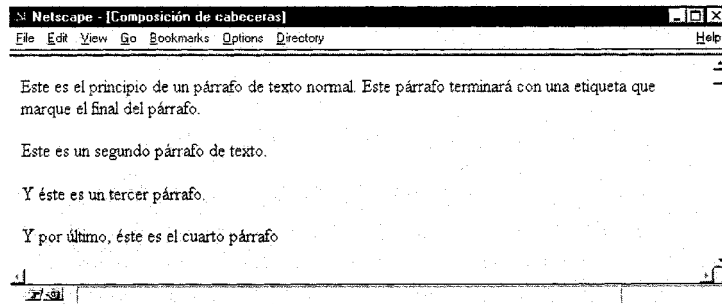 Netscape - [Composición de cabeceras]
File Edit View Go Bookmarks Options Directory Help
Este es el principio de un párrafo de texto normal. Este párrafo terminará con una etiqueta que
marque el final del párrafo.
Este es un segundo párrafo de texto.
Y éste es un tercer párrafo.
Y por último, éste es el cuarto párrafo